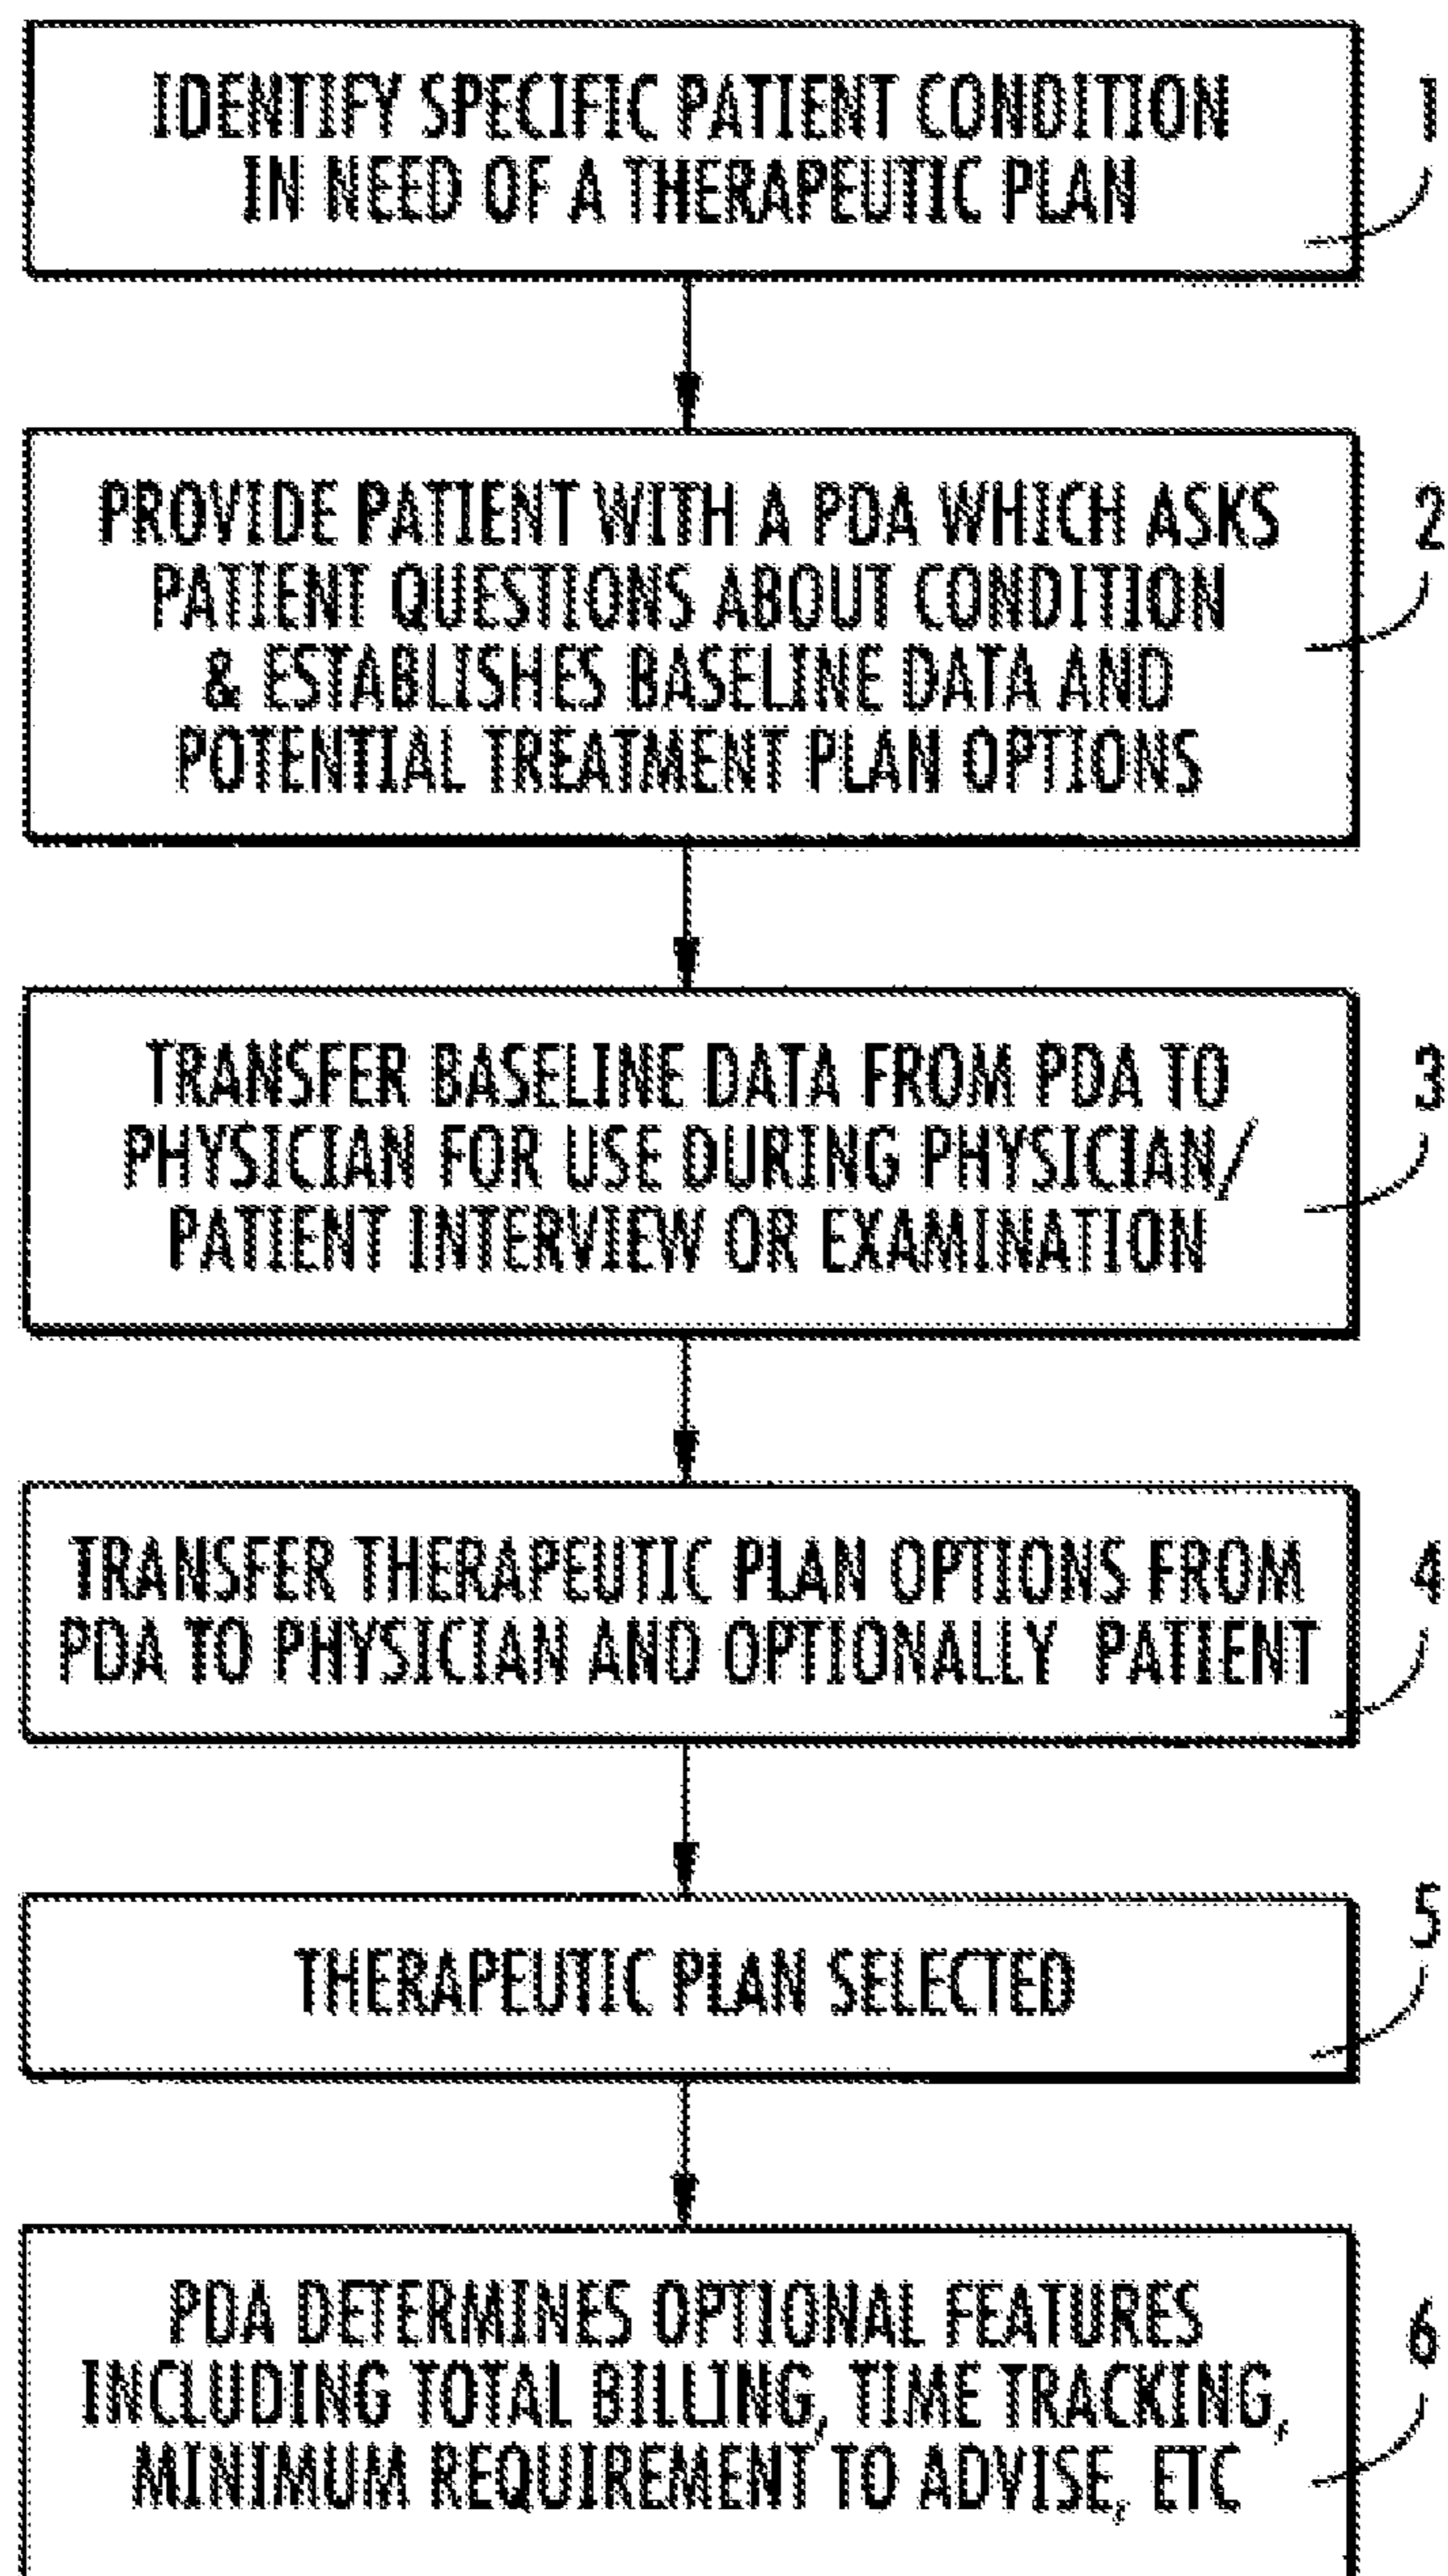 IDENTIFY SPECIFIC PATIENT CONDITION
IN NEED OF A THERAPEUTIC PLAN
1
PROVIDE PATIENT WITH A PDA WHICH ASKS
PATIENT QUESTIONS ABOUT CONDITION
& ESTABLISHES BASELINE DATA AND
POTENTIAL TREATMENT PLAN OPTIONS
2
TRANSFER BASELINE DATA FROM PDA TO
PHYSICIAN FOR USE DURING PHYSICIAN/
PATIENT INTERVIEW OR EXAMINATION
3
TRANSFER THERAPEUTIC PLAN OPTIONS FROM
PDA TO PHYSICIAN AND OPTIONALLY PATIENT
4
THERAPEUTIC PLAN SELECTED
5
PDA DETERMINES OPTIONAL FEATURES
INCLUDING TOTAL BILLING, TIME TRACKING,
MINIMUM REQUIREMENT TO ADVISE, ETC
6